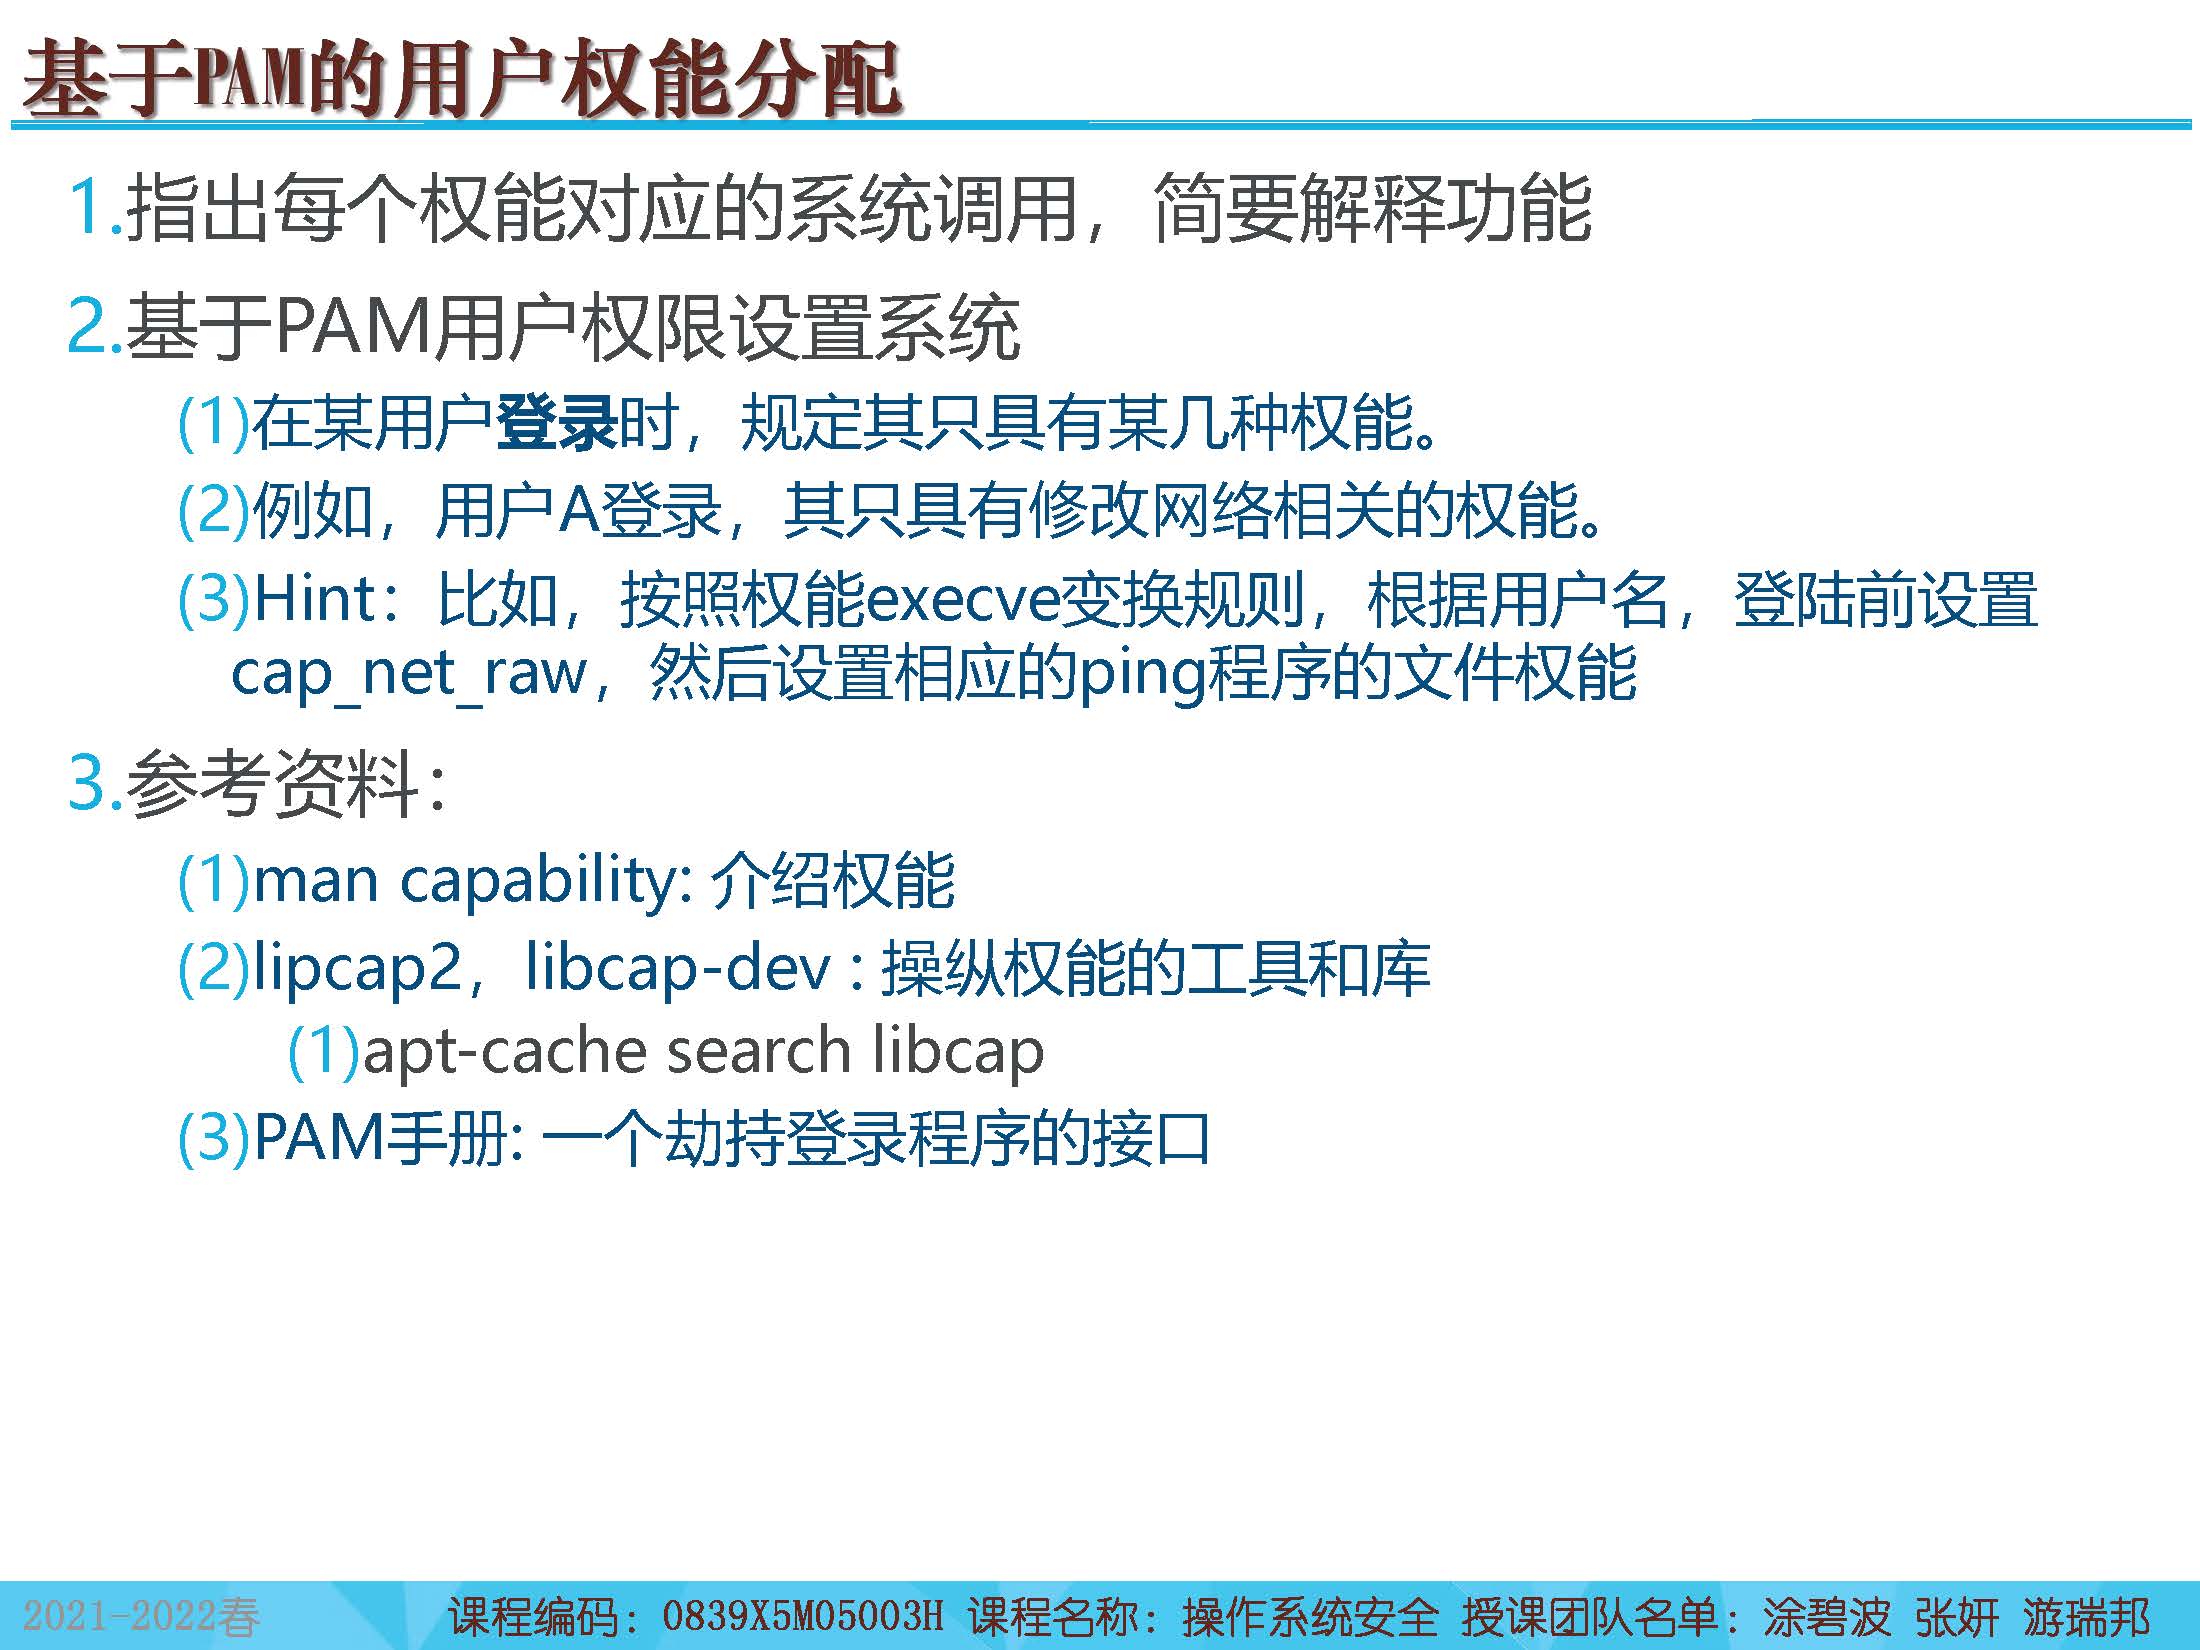 基于PAM的用户权能分配
1.指出每个权能对应的系统调用，简要解释功能
2.基于PAM用户权限设置系统
(1)在某用户登录时，规定其只具有某几种权能。
(2)例如，用户A登录，其只具有修改网络相关的权能。
(3)Hint：比如，按照权能execve变换规则，根据用户名，登陆前设置
cap_net_raw，然后设置相应的ping程序的文件权能
3.参考资料：
(1)man capability: 介绍权能
(2)lipcap2，libcap-dev : 操纵权能的工具和库
(1)apt-cache search libcap
(3)PAM手册: 一个劫持登录程序的接口
2021-2022春 课程编码：0839X5M05003H 课程名称：操作系统安全 授课团队名单：涂碧波 张妍 游瑞邦